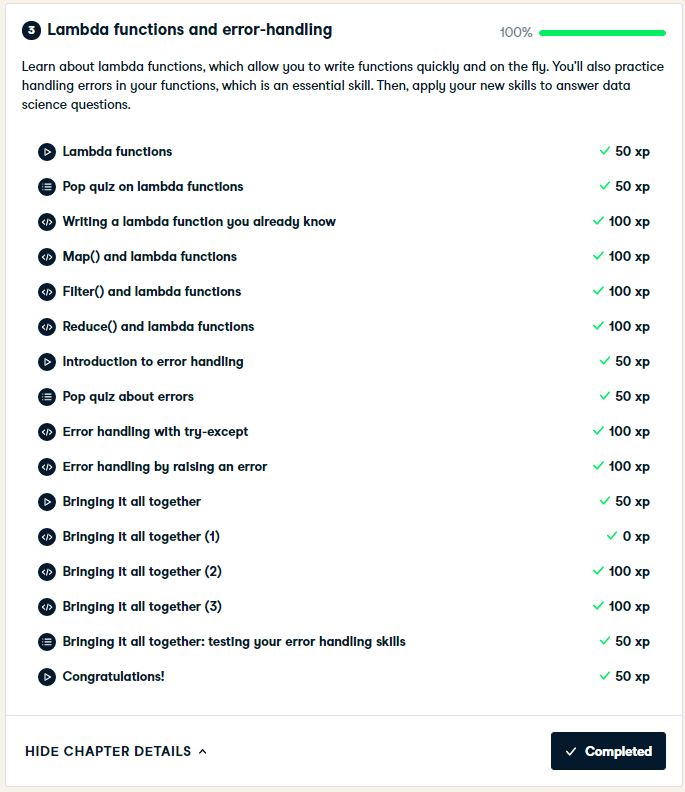 3 Lambda functions and error-handling 100%
Learn about lambda functions, which allow you to write functions quickly and on the fly. You'll also practice
handling errors in your functions, which is an essential skill. Then, apply your new skills to answer data
science questions.
Lambda functions 50 xp
Pop quiz on lambda functions 50 xp
Writing a lambda function you already know 100 xp
Map() and lambda functions 100 xp
Filter() and lambda functions 100 xp
Reduce() and lambda functions 100 xp
Introduction to error handling 50 xp
Pop quiz about errors 50 xp
Error handling with try-except 100 xp
Error handling by raising an error 100 xp
Bringing it all together 50 xp
Bringing it all together (1) 0 xp
Bringing it all together (2) 100 xp
Bringing it all together (3) 100 xp
Bringing it all together: testing your error handling skills 50 xp
Congratulations! 50 xp
HIDE CHAPTER DETAILS Completed